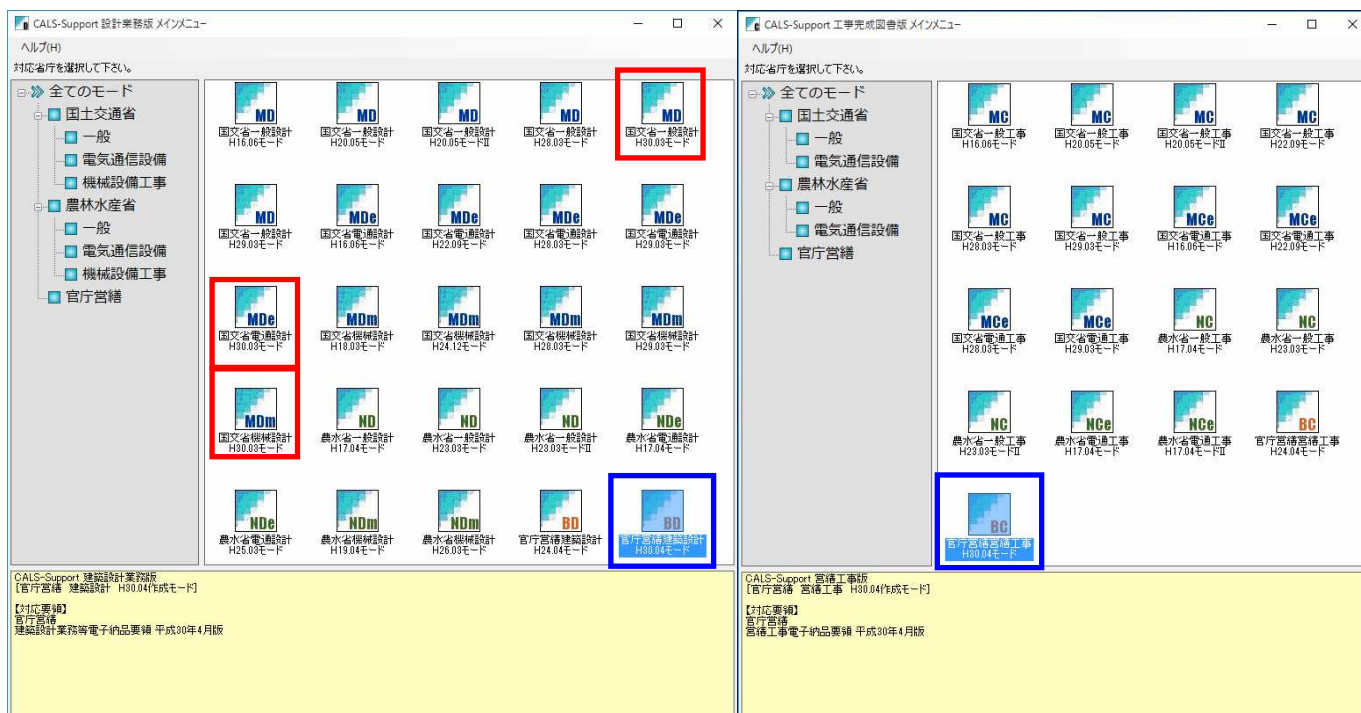 CALS-Support 設計業務版 メインメニュー
ヘルプ(H)
対応省庁を選択して下さい。
全てのモード
国土交通省
一般
電気通信設備
機械設備工事
農林水産省
一般
電気通信設備
機械設備工事
官庁営繕
MD
MD
MD
MD
MD
国交省一般設計
国交省一般設計
国交省一般設計
国交省一般設計
国交省一般設計
H16.06モード
H20.05モード
H20.05モードII
H28.03モード
H30.03モード
MD
MDe
MDe
MDe
MDe
国交省一般設計
国交省電通設計
国交省電通設計
国交省電通設計
国交省電通設計
H29.03モード
H16.06モード
H22.09モード
H28.03モード
H29.03モード
MDe
MDm
MDm
MDm
MDm
国交省電通設計
国交省機械設計
国交省機械設計
国交省機械設計
国交省機械設計
H30.03モード
H18.03モード
H24.12モード
H28.03モード
H29.03モード
MDm
ND
ND
ND
NDe
国交省機械設計
農水省一般設計
農水省一般設計
農水省一般設計
農水省電通設計
H30.03モード
H17.04モード
H23.03モード
H23.03モードII
H17.04モード
NDe
NDm
NDm
BD
BD
農水省電通設計
農水省機械設計
農水省機械設計
官庁営繕建築設計
官庁営繕建築設計
H25.03モード
H19.04モード
H26.03モード
H24.04モード
H30.04モード
CALS-Support 建築設計業務版
[官庁営繕 建築設計 H30.04作成モード]
【対応要領】
官庁営繕
建築設計業務等電子納品要領 平成30年4月版
CALS-Support 工事完成図書版 メインメニュー
ヘルプ(H)
対応省庁を選択して下さい。
全てのモード
国土交通省
一般
電気通信設備
農林水産省
一般
電気通信設備
官庁営繕
MC
MC
MC
MC
国交省一般工事
国交省一般工事
国交省一般工事
国交省一般工事
H16.06モード
H20.05モード
H20.05モードII
H22.09モード
MC
MC
MCe
MCe
国交省一般工事
国交省一般工事
国交省電通工事
国交省電通工事
H28.03モード
H29.03モード
H16.06モード
H22.09モード
MCe
MCe
NC
NC
国交省電通工事
国交省電通工事
農水省一般工事
農水省一般工事
H28.03モード
H29.03モード
H17.04モード
H23.03モード
NC
NCe
NCe
BC
農水省一般工事
農水省電通工事
農水省電通工事
官庁営繕営繕工事
H23.03モードII
H17.04モード
H17.04モードII
H24.04モード
BC
官庁営繕営繕工事
H30.04モード
CALS-Support 営繕工事版
[官庁営繕 営繕工事 H30.04作成モード]
【対応要領】
官庁営繕
営繕工事電子納品要領 平成30年4月版